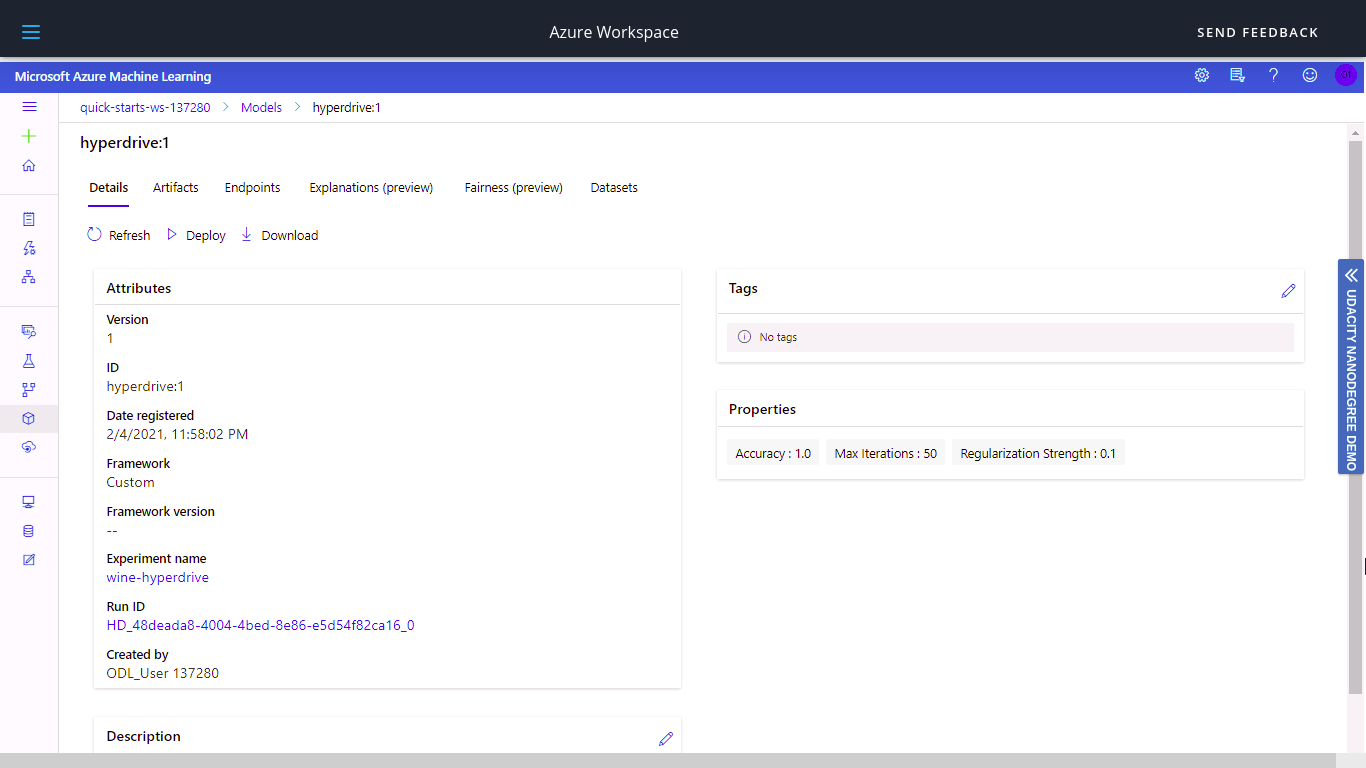 Azure Workspace
SEND FEEDBACK
Microsoft Azure Machine Learning
quick-starts-ws-137280 > Models > hyperdrive:1
hyperdrive:1
Details Artifacts Endpoints Explanations (preview) Fairness (preview) Datasets
Refresh Deploy Download
Attributes
Version
1
ID
hyperdrive:1
Date registered
2/4/2021, 11:58:02 PM
Framework
Custom
Framework version
--
Experiment name
wine-hyperdrive
Run ID
HD_48deada8-4004-4bed-8e86-e5d54f82ca16_0
Created by
ODL_User 137280
Description
Tags
No tags
Properties
Accuracy : 1.0 Max Iterations : 50 Regularization Strength : 0.1
UDACITY NANODEGREE DEMO